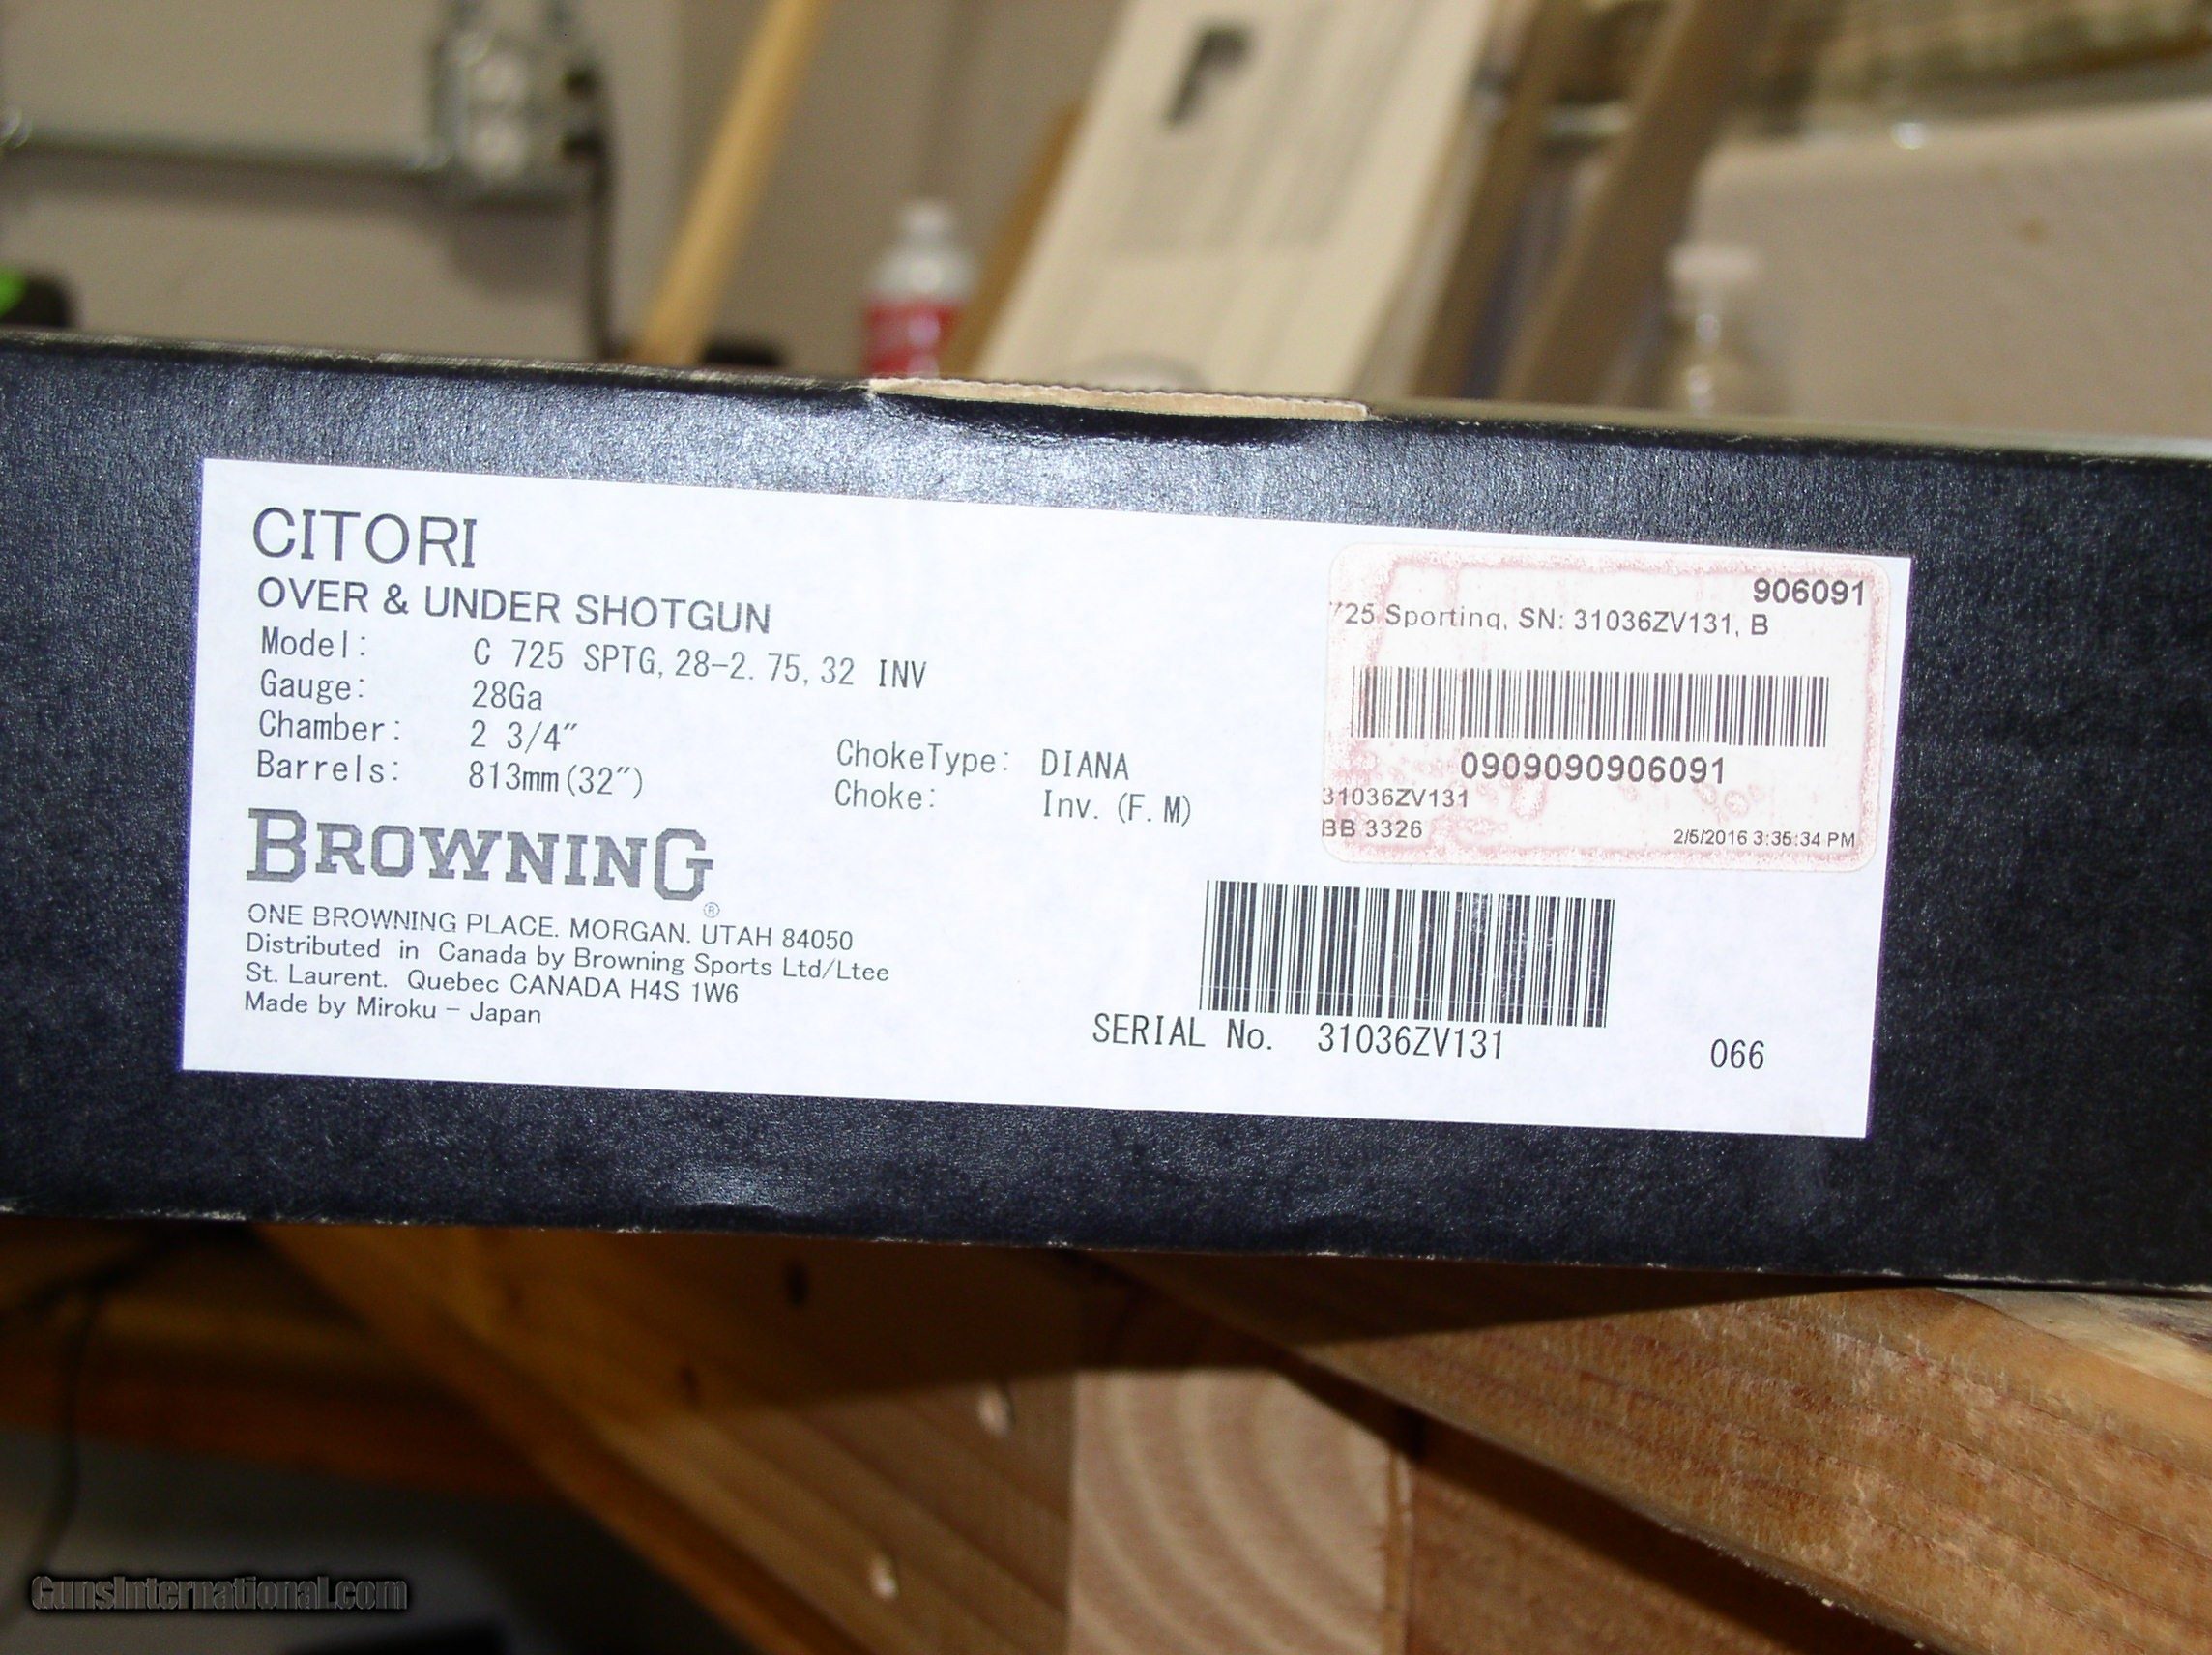 P
CITORI
OVER & UNDER SHOTGUN
Model: C 725 SPTG, 28-2. 75, 32 INV
Gauge: 28Ga
Chamber: 2 3/4"
Barrels: 813mm(32")
ChokeType: DIANA
Choke: Inv. (F. M)
BROWNING®
ONE BROWNING PLACE. MORGAN. UTAH 84050
Distributed in Canada by Browning Sports Ltd/Ltee
St. Laurent. Quebec CANADA H4S 1W6
Made by Miroku - Japan
906091
725 Sporting, SN: 31036ZV131, B
0909090906091
31036ZV131
BB 3326
2/5/2016 3:35:34 PM
SERIAL No. 31036ZV131
066
GunsInternational.com